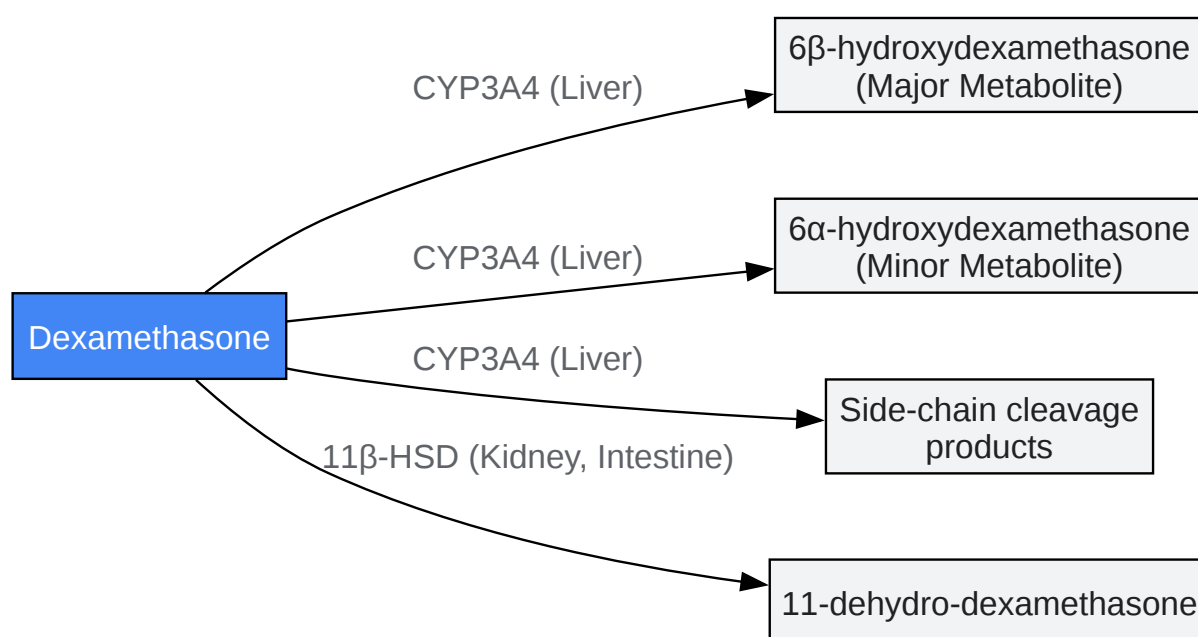 6β-hydroxydexamethasone
(Major Metabolite)
CYP3A4 (Liver)
6α-hydroxydexamethasone
(Minor Metabolite)
CYP3A4 (Liver)
Dexamethasone
CYP3A4 (Liver)
Side-chain cleavage
products
11β-HSD (Kidney, Intestine)
11-dehydro-dexamethasone